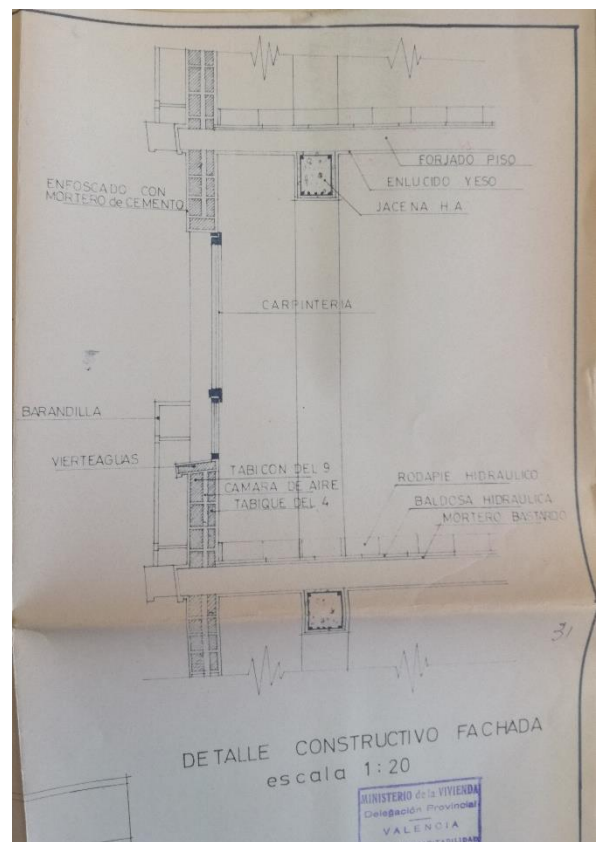 FORJADO PISO
ENLUCIDO YESO
JACENA H.A.
ENFOSCADO CON
MORTERO de CEMENTO
CARPINTERIA
BARANDILLA
VIERTEAGUAS
TABICON DEL 9
CAMARA DE AIRE
TABIQUE DEL 4
RODAPIE HIDRAULICO
BALDOSA HIDRAULICA
MORTERO BASTARDO
31
DETALLE CONSTRUCTIVO FACHADA
escala 1:20
MINISTERIO de la VIVIENDA
Delegación Provincial
VALENCIA